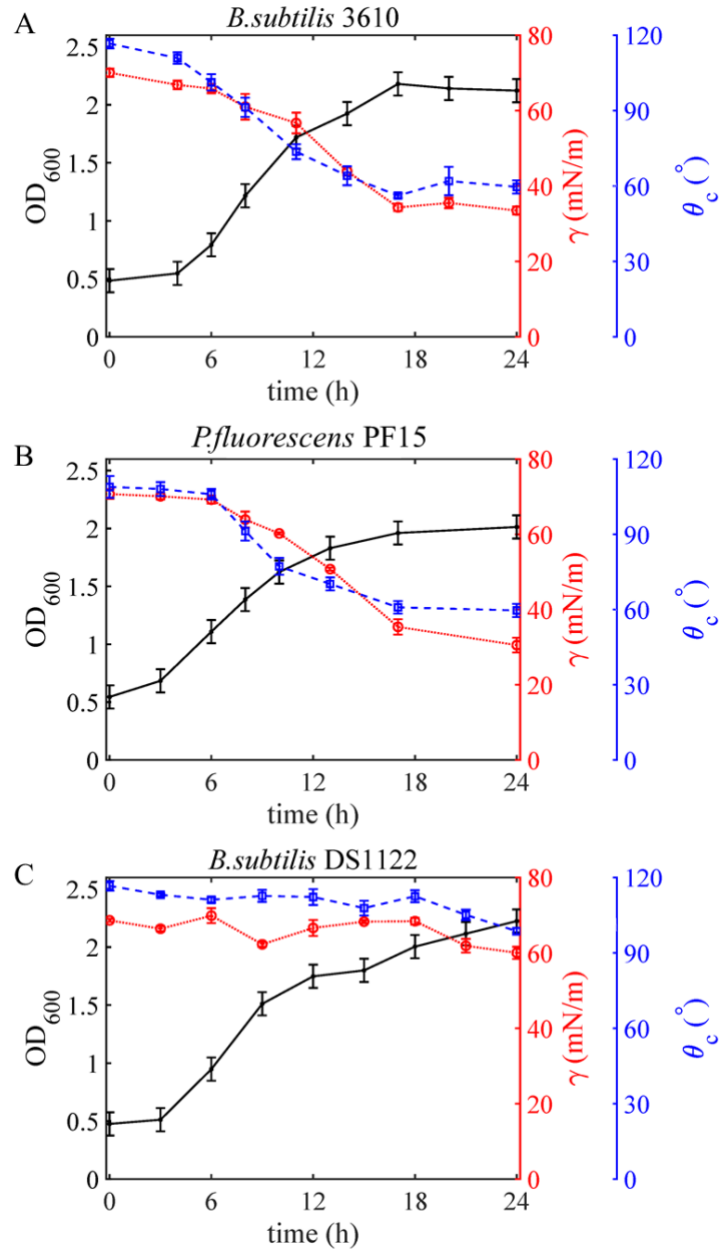 A
B.subtilis 3610
2.5
2
1.5
1
0.5
0
OD600
80
60
40
20
0
γ (mN/m)
120
90
60
30
0
θc (°)
0 6 12 18 24
time (h)
B
P.fluorescens PF15
2.5
2
1.5
1
0.5
0
OD600
80
60
40
20
0
γ (mN/m)
120
90
60
30
0
θc (°)
0 6 12 18 24
time (h)
C
B.subtilis DS1122
2.5
2
1.5
1
0.5
0
OD600
80
60
40
20
0
γ (mN/m)
120
90
60
30
0
θc (°)
0 6 12 18 24
time (h)